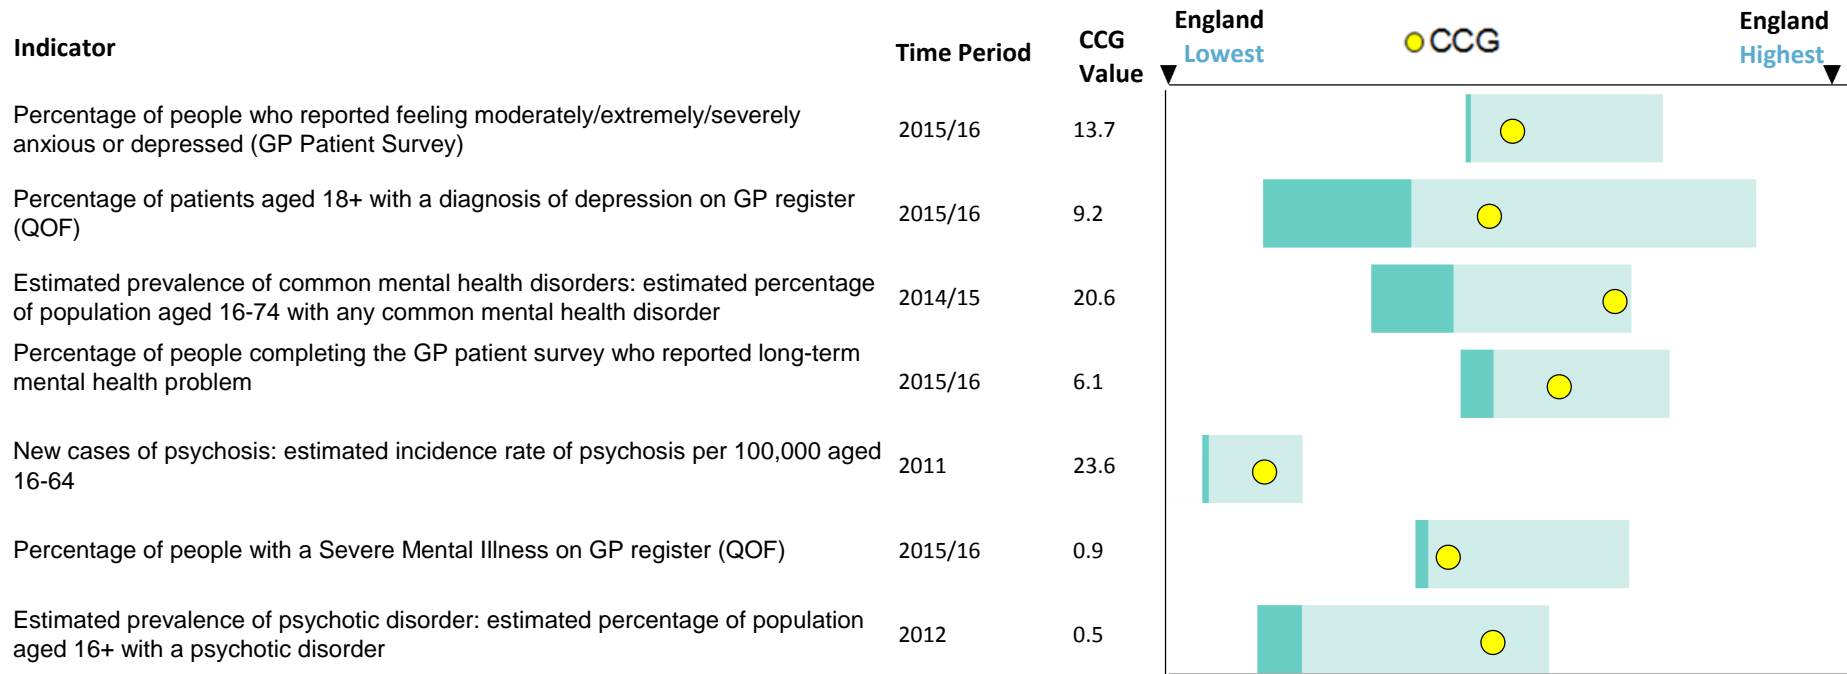 Indicator
Time Period
CCG
Value
England
Lowest
CCG
England
Highest
Percentage of people who reported feeling moderately/extremely/severely
anxious or depressed (GP Patient Survey)
2015/16
13.7
Percentage of patients aged 18+ with a diagnosis of depression on GP register
(QOF)
2015/16
9.2
Estimated prevalence of common mental health disorders: estimated percentage
of population aged 16-74 with any common mental health disorder
2014/15
20.6
Percentage of people completing the GP patient survey who reported long-term
mental health problem
2015/16
6.1
New cases of psychosis: estimated incidence rate of psychosis per 100,000 aged
16-64
2011
23.6
Percentage of people with a Severe Mental Illness on GP register (QOF)
2015/16
0.9
Estimated prevalence of psychotic disorder: estimated percentage of population
aged 16+ with a psychotic disorder
2012
0.5